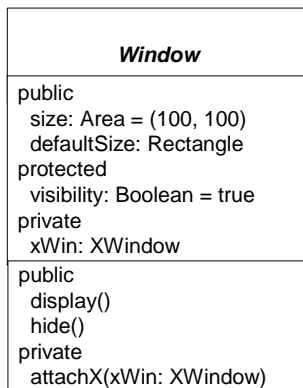 Window
public
size: Area = (100, 100)
defaultSize: Rectangle
protected
visibility: Boolean = true
private
xWin: XWindow
public
display()
hide()
private
attachX(xWin: XWindow)